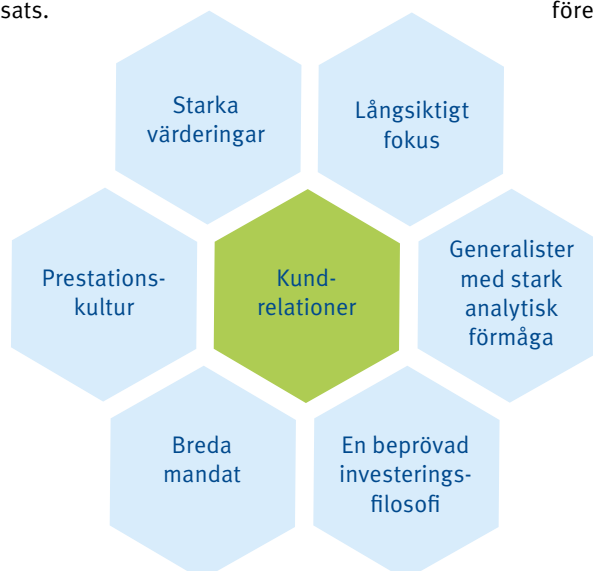 sats.
före
Starka
värderingar
Långsiktigt
fokus
Prestations-
kultur
Kund-
relationer
Generalister
med stark
analytisk
förmåga
Breda
mandat
En beprövad
investerings-
filosofi